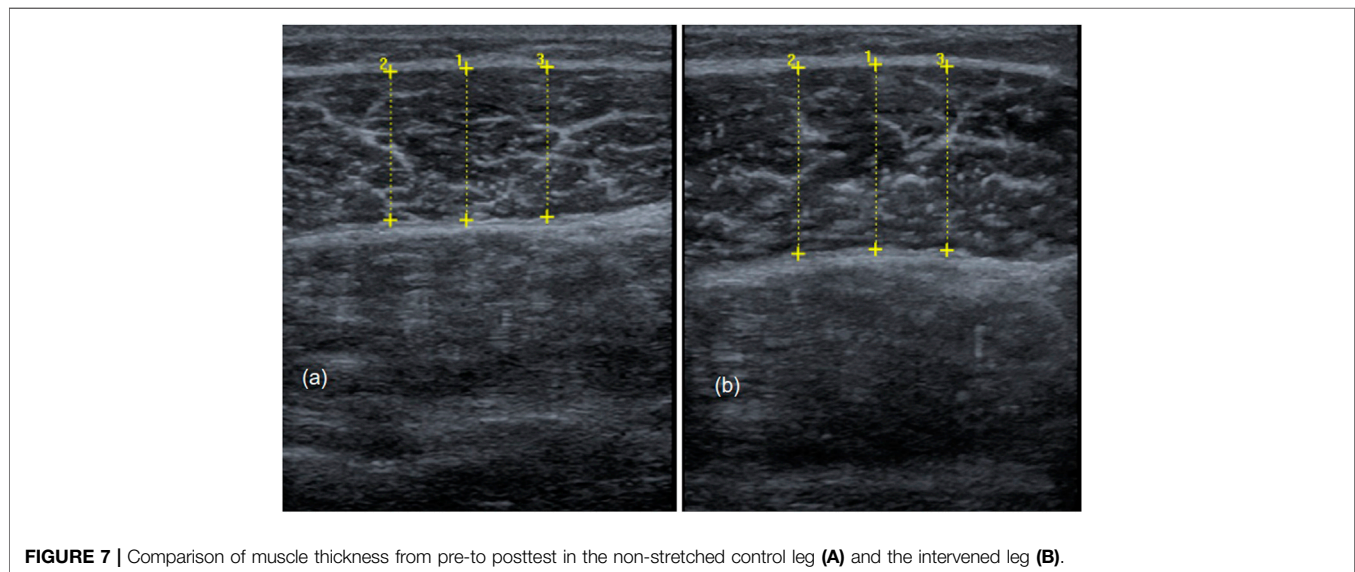 2 1 3
2 1 3
(a)
(b)
FIGURE 7 | Comparison of muscle thickness from pre-to posttest in the non-stretched control leg (A) and the intervened leg (B).